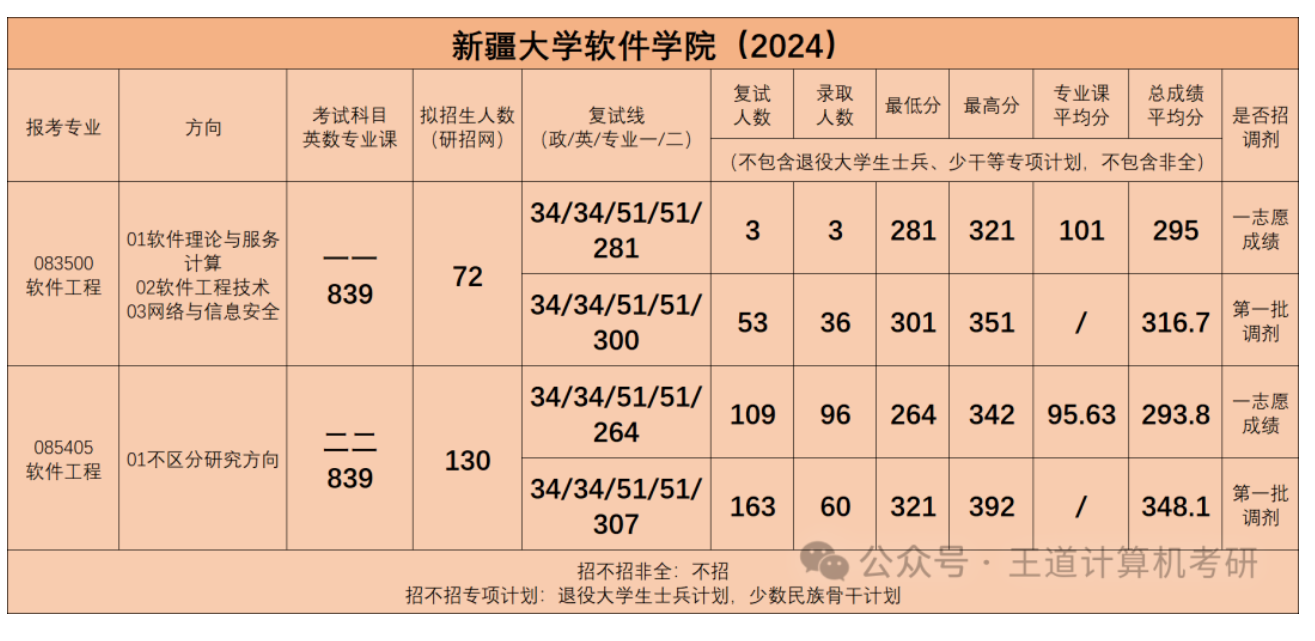 新疆大学软件学院（2024）
报考专业
方向
考试科目
英数专业课
拟招生人数
（研招网）
复试线
（政/英/专业一/二）
复试
人数
录取
人数
最低分
最高分
专业课
平均分
总成绩
平均分
是否招
调剂
（不包含退役大学生士兵、少干等专项计划，不包含非全）
083500
软件工程
01软件理论与服务
计算
02软件工程技术
03网络与信息安全
一一
839
72
34/34/51/51/
281
3
3
281
321
101
295
一志愿
成绩
34/34/51/51/
300
53
36
301
351
/
316.7
第一批
调剂
085405
软件工程
01不区分研究方向
二二
839
130
34/34/51/51/
264
109
96
264
342
95.63
293.8
一志愿
成绩
34/34/51/51/
307
163
60
321
392
/
348.1
第一批
调剂
招不招非全：不招
招不招专项计划：退役大学生士兵计划，少数民族骨干计划
公众号 · 王道计算机考研